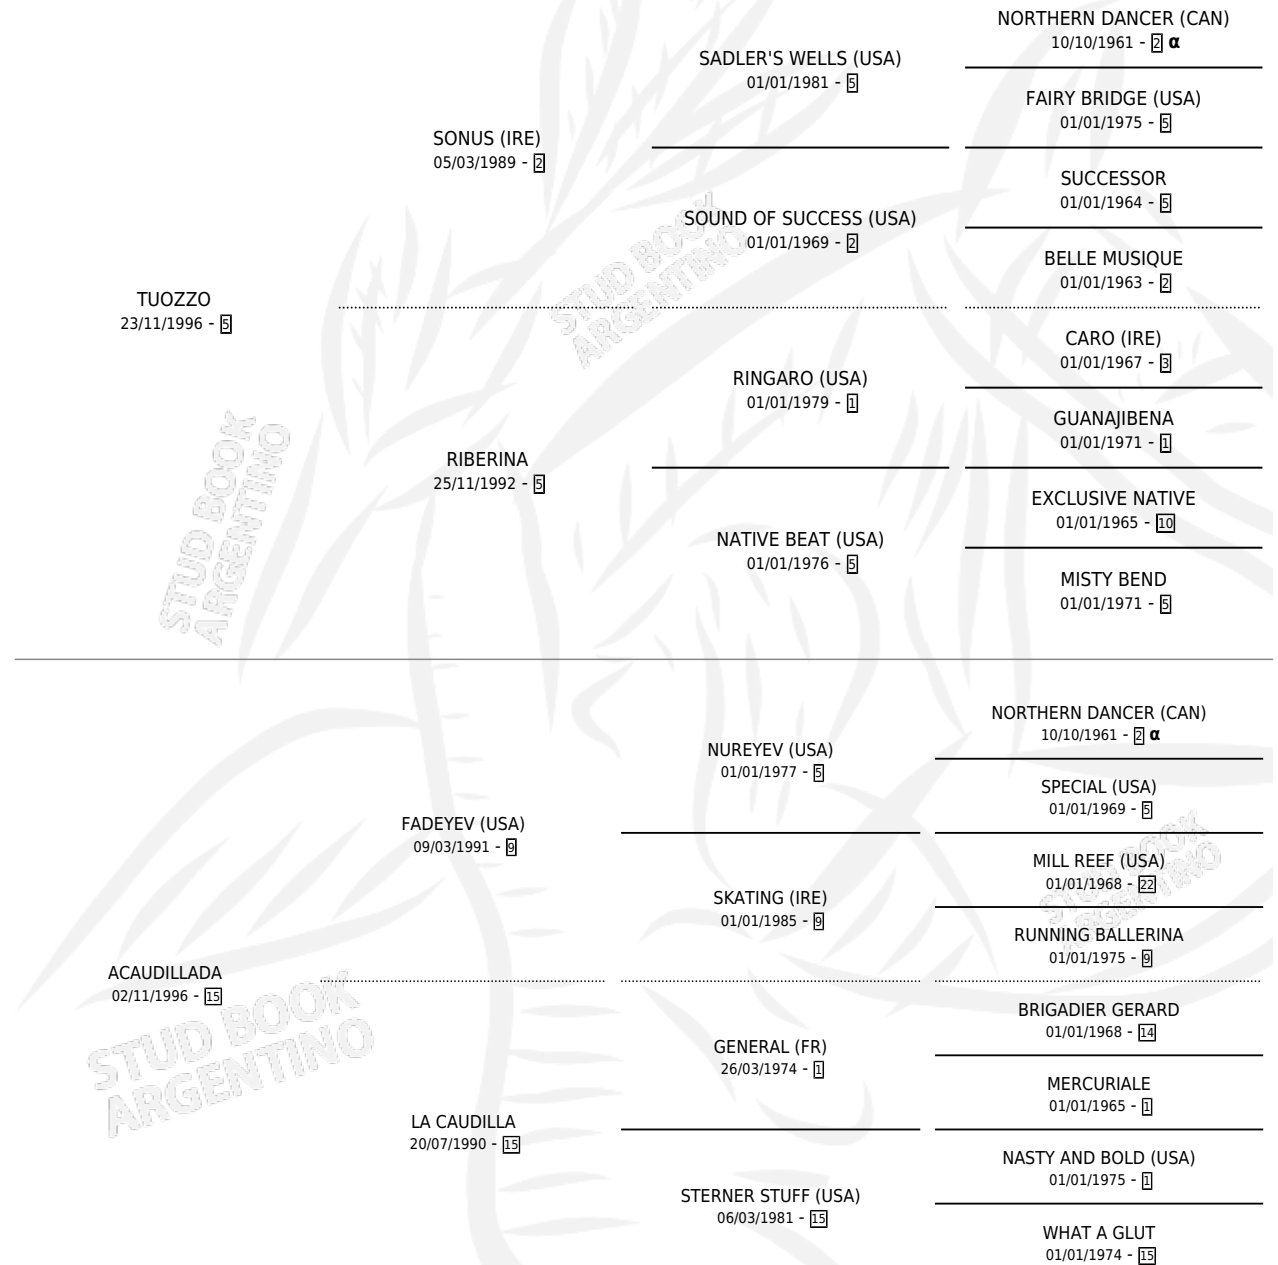 NORTHERN DANCER (CAN)
10/10/1961 - 2 α
SADLER'S WELLS (USA)
01/01/1981 - 5
FAIRY BRIDGE (USA)
01/01/1975 - 5
SONUS (IRE)
05/03/1989 - 2
SUCCESSOR
01/01/1964 - 5
SOUND OF SUCCESS (USA)
01/01/1969 - 2
BELLE MUSIQUE
01/01/1963 - 2
TUOZZO
23/11/1996 - 5
CARO (IRE)
01/01/1967 - 3
RINGARO (USA)
01/01/1979 - 1
GUANAJIBENA
01/01/1971 - 1
RIBERINA
25/11/1992 - 5
EXCLUSIVE NATIVE
01/01/1965 - 10
NATIVE BEAT (USA)
01/01/1976 - 5
MISTY BEND
01/01/1971 - 5
STUD BOOK
ARGENTINO
STUD BOOK
ARGENTINO
NORTHERN DANCER (CAN)
10/10/1961 - 2 α
NUREYEV (USA)
01/01/1977 - 5
SPECIAL (USA)
01/01/1969 - 5
FADEYEV (USA)
09/03/1991 - 9
MILL REEF (USA)
01/01/1968 - 22
SKATING (IRE)
01/01/1985 - 9
RUNNING BALLERINA
01/01/1975 - 9
ACAUDILLADA
02/11/1996 - 15
BRIGADIER GERARD
01/01/1968 - 14
GENERAL (FR)
26/03/1974 - 1
MERCURIALE
01/01/1965 - 1
LA CAUDILLA
20/07/1990 - 15
NASTY AND BOLD (USA)
01/01/1975 - 1
STERNER STUFF (USA)
06/03/1981 - 15
WHAT A GLUT
01/01/1974 - 15
STUD BOOK
ARGENTINO
STUD BOOK
ARGENTINO